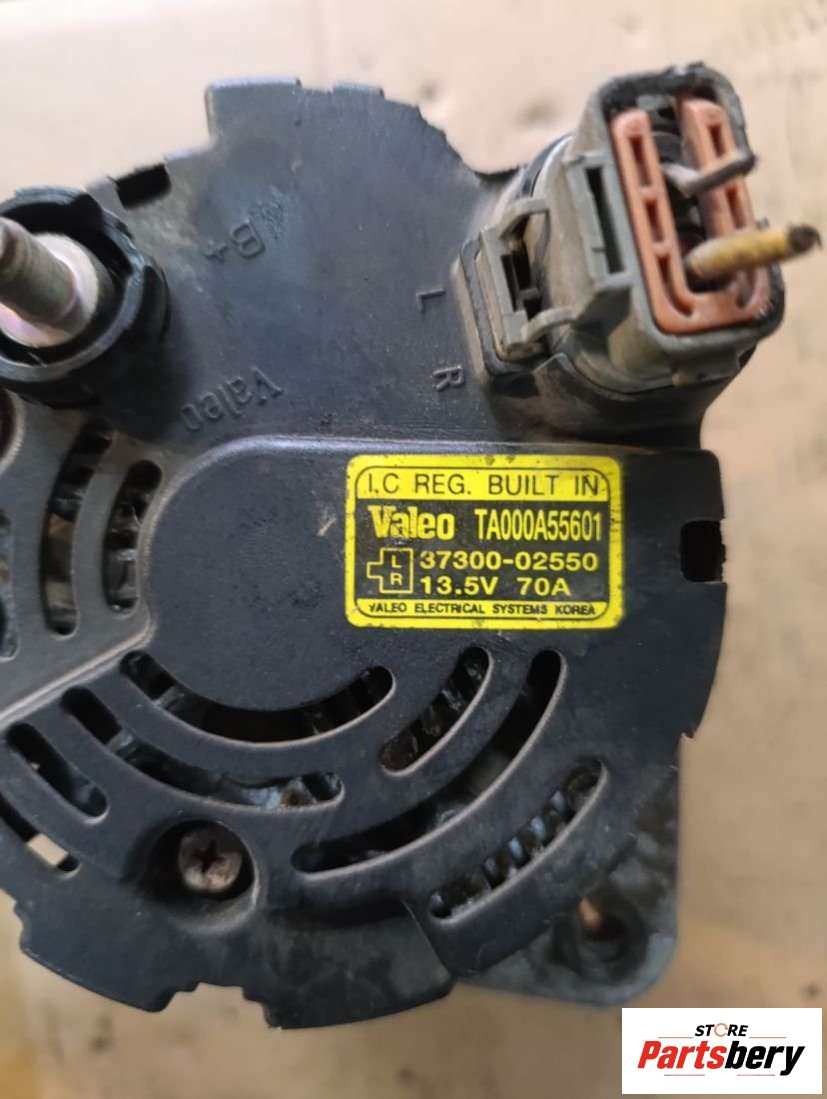 B+
L
R
Valeo
I.C REG. BUILT IN
Valeo TA000A55601
L
R
37300-02550
13.5V 70A
VALEO ELECTRICAL SYSTEMS KOREA
STORE
Partsbery